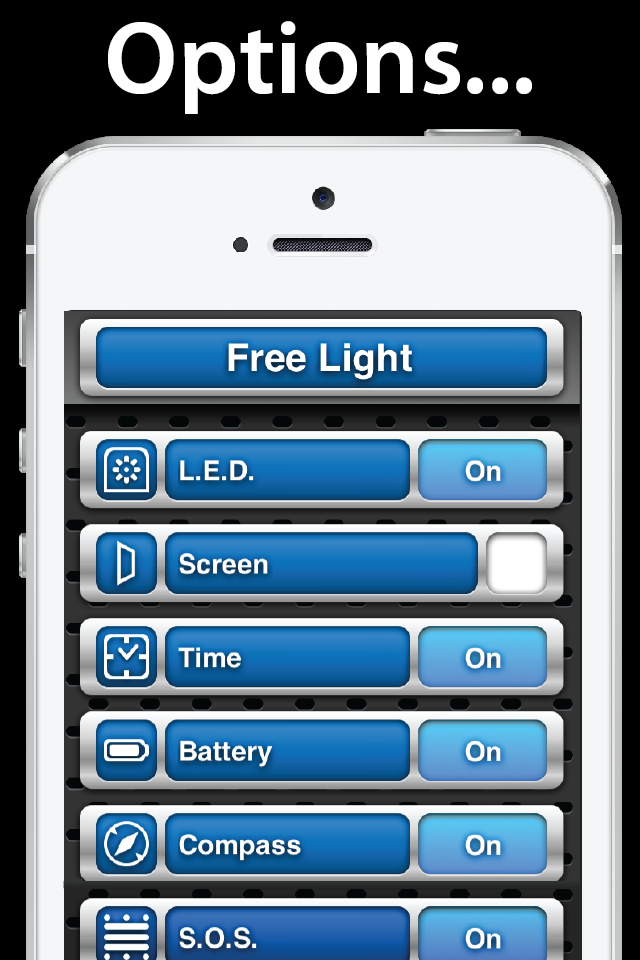 Options...
Free Light
L.E.D.
On
Screen
Time
On
Battery
On
Compass
On
S.O.S.
On